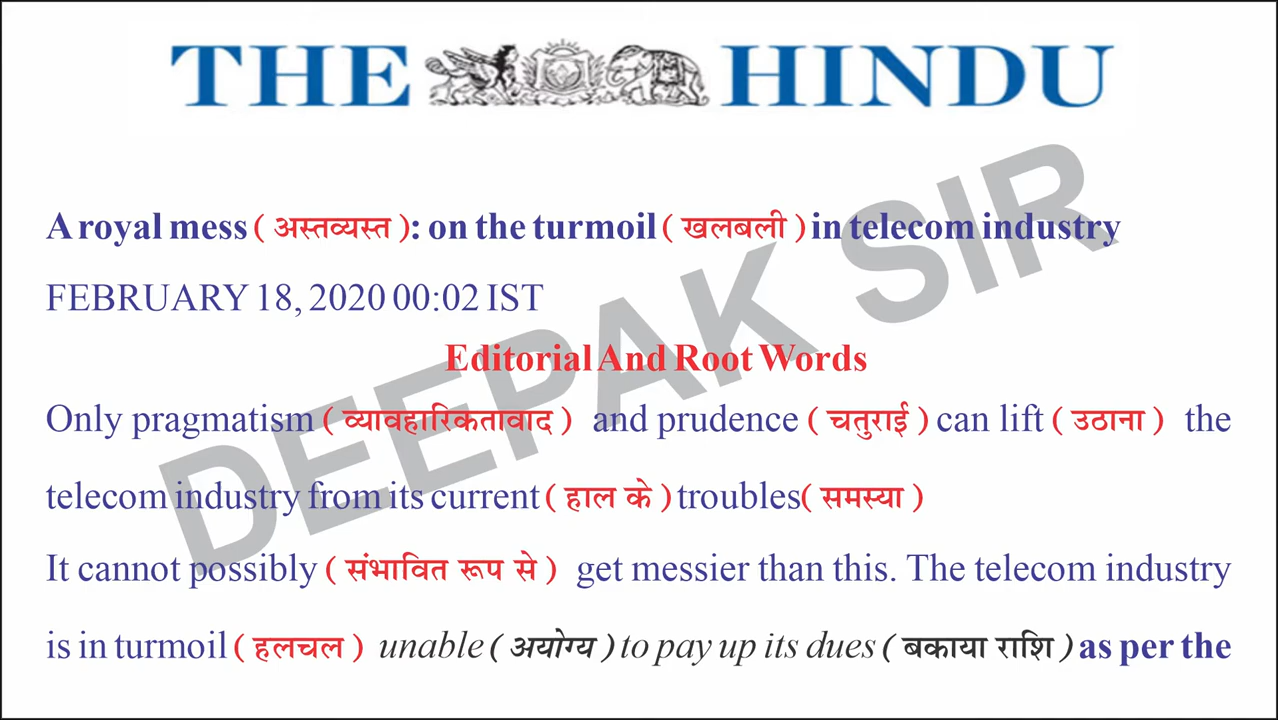 THE HINDU
A royal mess ( अस्तव्यस्त ): on the turmoil ( खलबली ) in telecom industry
FEBRUARY 18, 2020 00:02 IST
Editorial And Root Words
Only pragmatism ( व्यावहारिकतावाद ) and prudence ( चतुराई ) can lift ( उठाना ) the
telecom industry from its current ( हाल के ) troubles( समस्या )
It cannot possibly ( संभावित रूप से ) get messier than this. The telecom industry
is in turmoil ( हलचल ) unable ( अयोग्य ) to pay up its dues ( बकाया राशि ) as per the
DEEPAK SIR